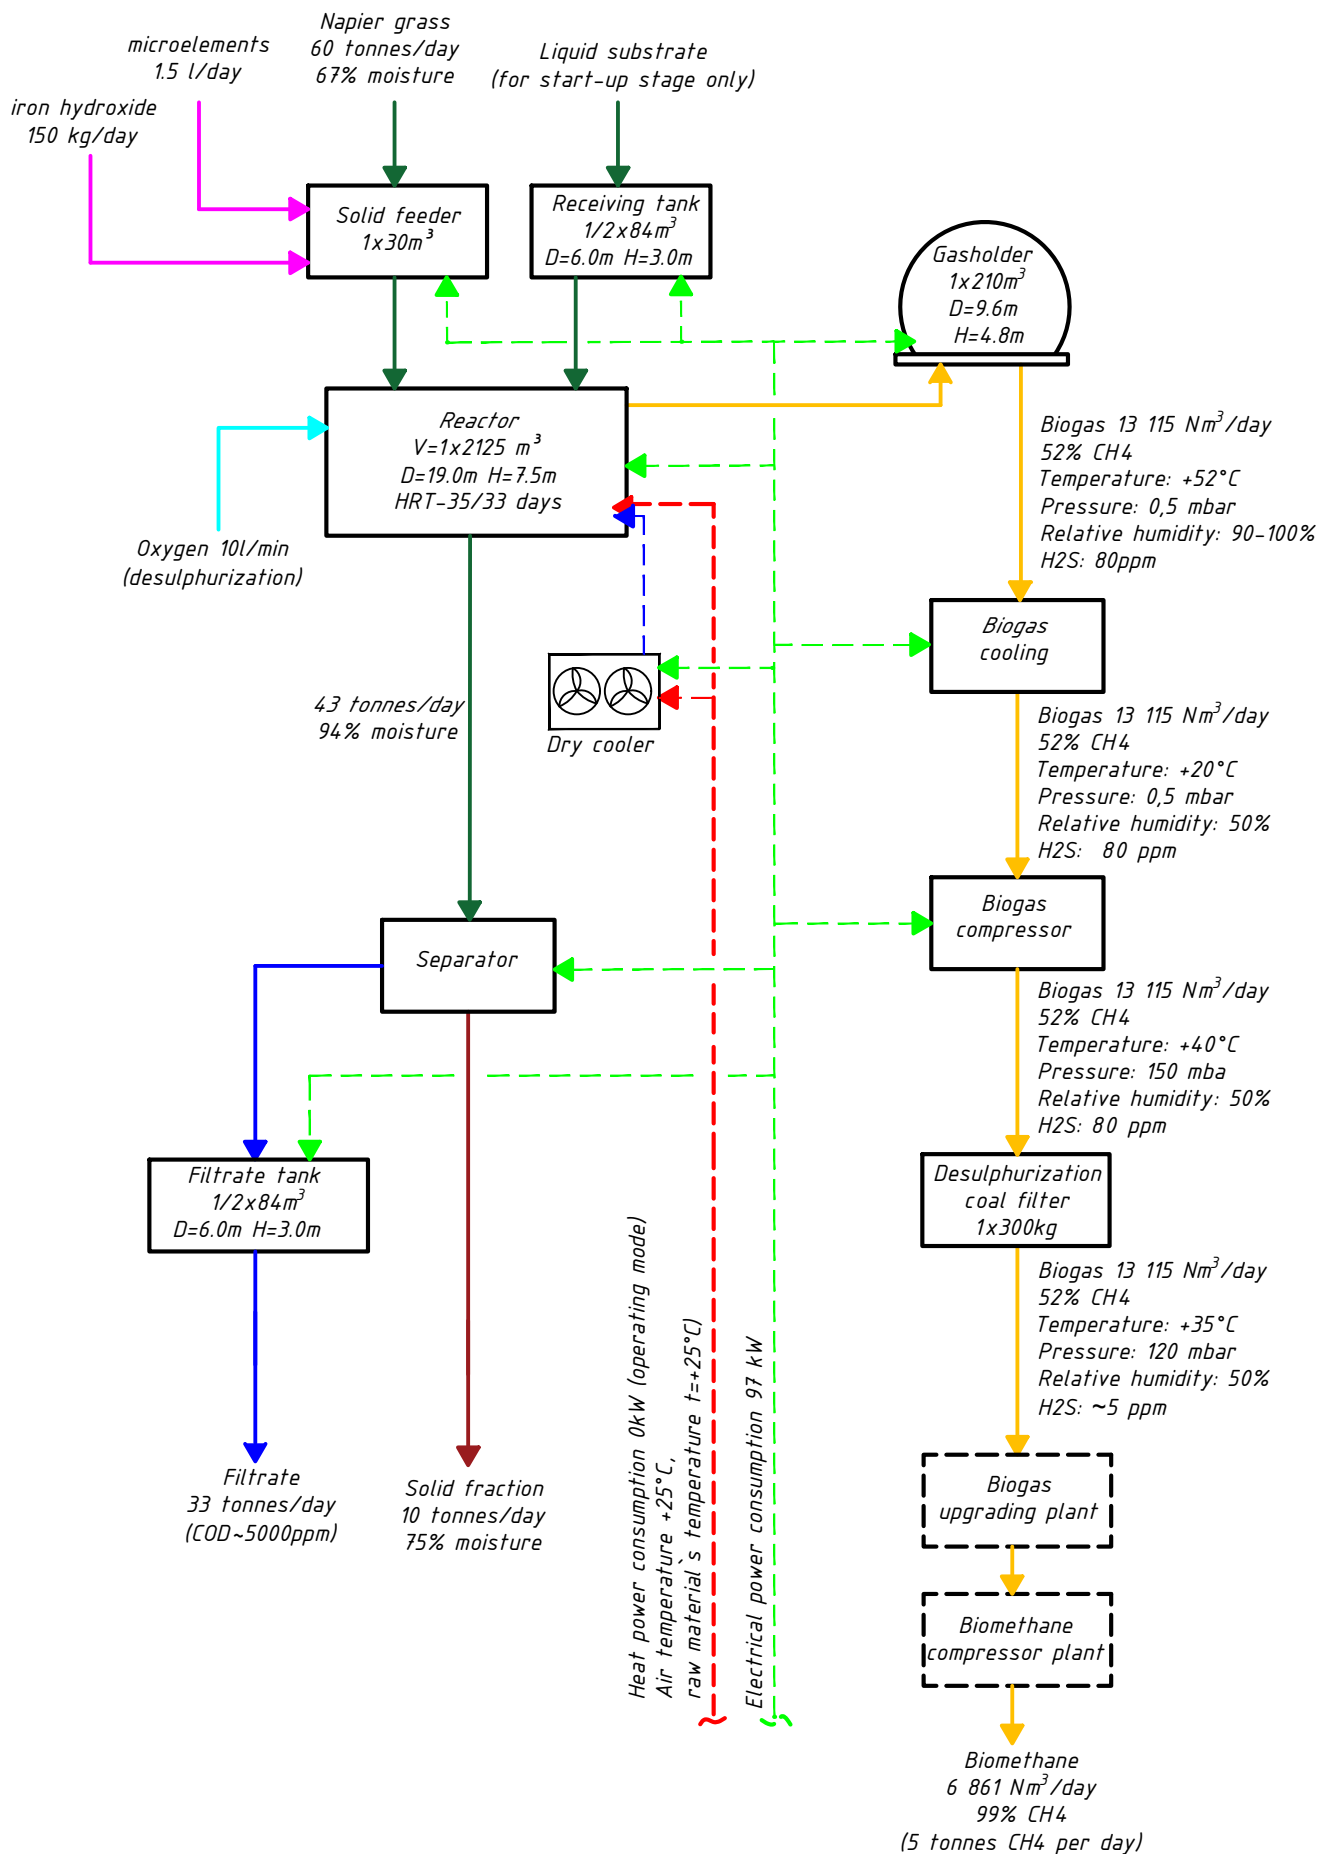 microelements
1.5 l/day
iron hydroxide
150 kg/day
Napier grass
60 tonnes/day
67% moisture
Liquid substrate
(for start-up stage only)
Solid feeder
1x30m³
Receiving tank
1/2x84m³
D=6.0m H=3.0m
Gasholder
1x210m³
D=9.6m
H=4.8m
Reactor
V=1x2125 m³
D=19.0m H=7.5m
HRT-35/33 days
Oxygen 10l/min
(desulphurization)
Biogas 13 115 Nm³/day
52% CH4
Temperature: +52°C
Pressure: 0,5 mbar
Relative humidity: 90-100%
H2S: 80ppm
Biogas
cooling
43 tonnes/day
94% moisture
Dry cooler
Biogas 13 115 Nm³/day
52% CH4
Temperature: +20°C
Pressure: 0,5 mbar
Relative humidity: 50%
H2S: 80 ppm
Biogas
compressor
Separator
Biogas 13 115 Nm³/day
52% CH4
Temperature: +40°C
Pressure: 150 mba
Relative humidity: 50%
H2S: 80 ppm
Filtrate tank
1/2x84m³
D=6.0m H=3.0m
Desulphurization
coal filter
1x300kg
Biogas 13 115 Nm³/day
52% CH4
Temperature: +35°C
Pressure: 120 mbar
Relative humidity: 50%
H2S: ~5 ppm
Heat power consumption 0kW (operating mode)
Air temperature +25°C,
raw material`s temperature t=+25°C)
Electrical power consumption 97 kW
Filtrate
33 tonnes/day
(COD~5000ppm)
Solid fraction
10 tonnes/day
75% moisture
Biogas
upgrading plant
Biomethane
compressor plant
Biomethane
6 861 Nm³/day
99% CH4
(5 tonnes CH4 per day)